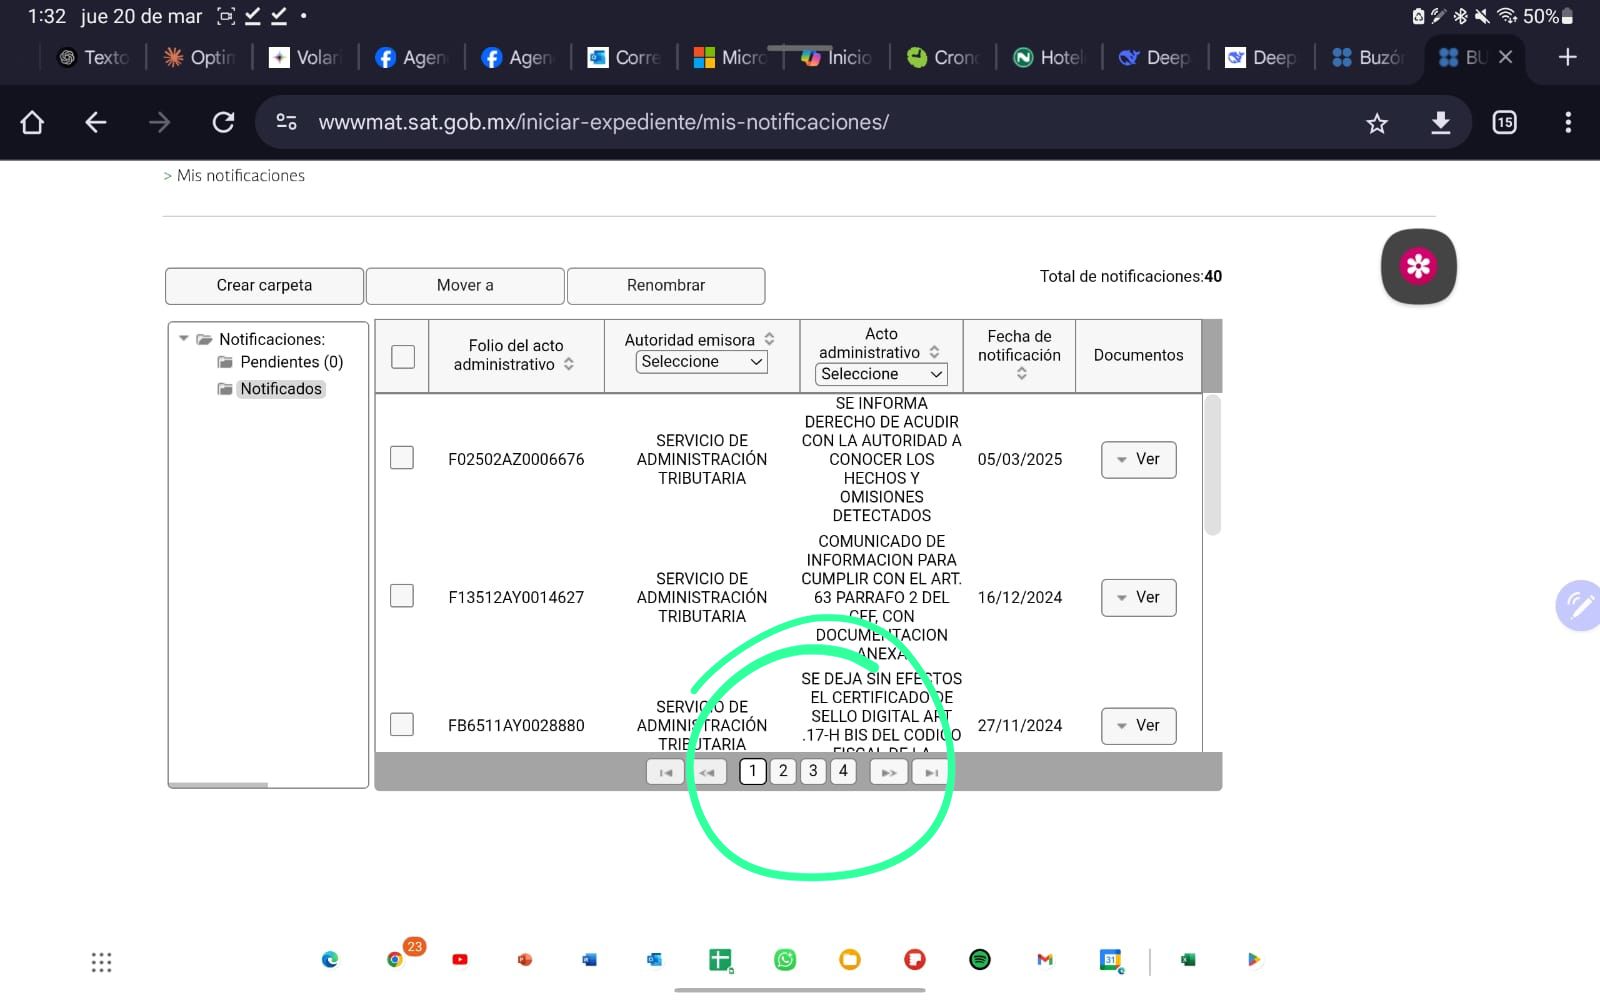 1:32 jue 20 de mar 50%
Texto Optin Volari Agen Agen Corre Micro Inicio Crono Hotel Deep Deep Buzón BU
wwwmat.sat.gob.mx/iniciar-expediente/mis-notificaciones/ 15
> Mis notificaciones
Crear carpeta Mover a Renombrar
Total de notificaciones:40
Notificaciones:
Pendientes (0)
Notificados
Folio del acto
administrativo
Autoridad emisora
Seleccione
Acto
administrativo
Seleccione
Fecha de
notificación
Documentos
F02502AZ0006676
SERVICIO DE
ADMINISTRACIÓN
TRIBUTARIA
SE INFORMA
DERECHO DE ACUDIR
CON LA AUTORIDAD A
CONOCER LOS
HECHOS Y
OMISIONES
DETECTADOS
05/03/2025
Ver
F13512AY0014627
SERVICIO DE
ADMINISTRACIÓN
TRIBUTARIA
COMUNICADO DE
INFORMACION PARA
CUMPLIR CON EL ART.
63 PARRAFO 2 DEL
CFF, CON
DOCUMENTACION
ANEXA
16/12/2024
Ver
FB6511AY0028880
SERVICIO DE
ADMINISTRACIÓN
TRIBUTARIA
SE DEJA SIN EFECTOS
EL CERTIFICADO DE
SELLO DIGITAL ART
.17-H BIS DEL CODIGO
FISCAL DE LA
27/11/2024
Ver
1 2 3 4
23
31